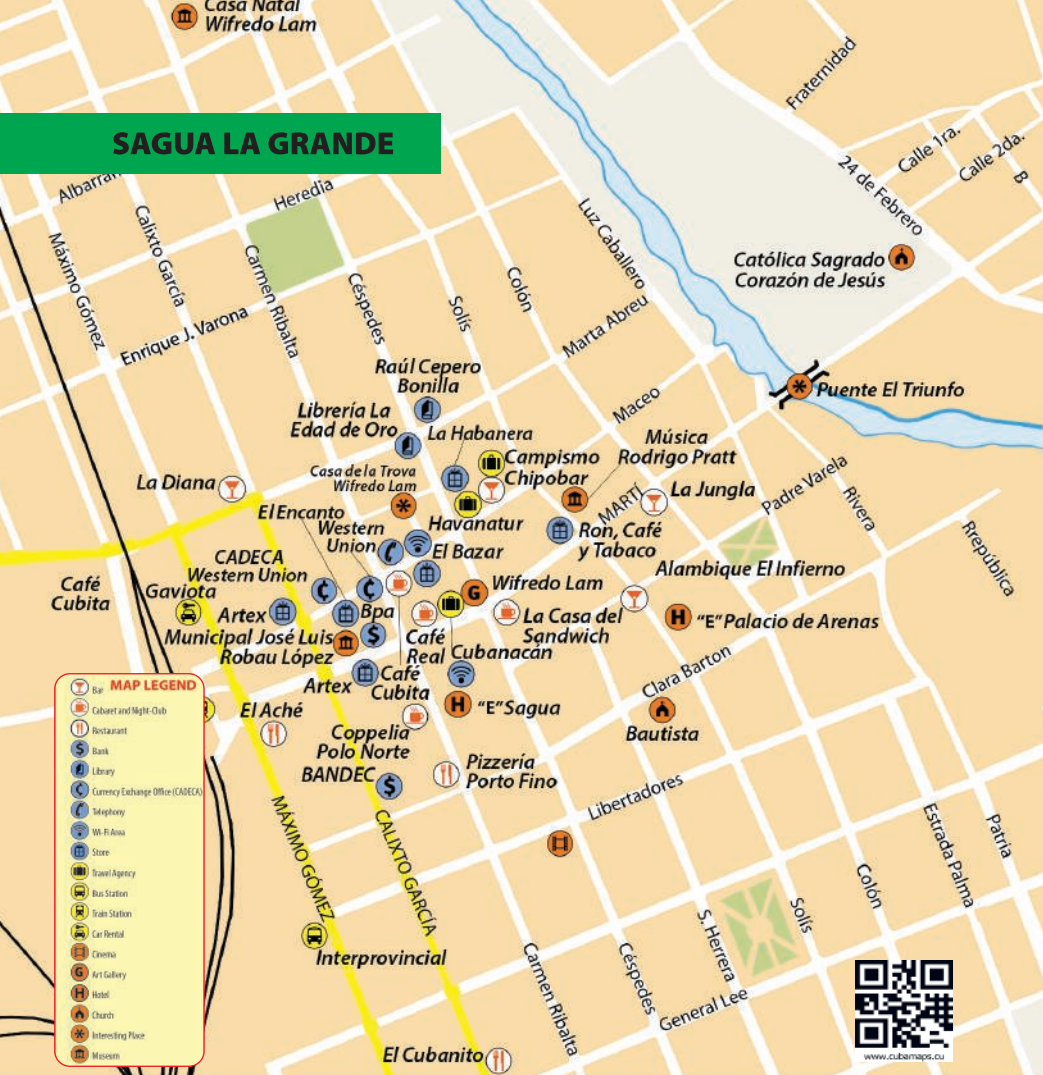 Casa Natal
Wifredo Lam
SAGUA LA GRANDE
Fraternidad
Calle 1ra.
Calle 2da.
B
24 de Febrero
Albarran
Heredia
Máximo Gómez
Calixto García
Carmen Ribalta
Céspedes
Solís
Colón
Luz Caballero
Católica Sagrado
Corazón de Jesús
Enrique J. Varona
Marta Abreu
Raúl Cepero
Bonilla
Puente El Triunfo
Maceo
Librería La
Edad de Oro
La Habanera
Música
Rodrigo Pratt
Campismo
Chipobar
Casa de la Trova
Wifredo Lam
La Diana
MARTÍ
La Jungla
Padre Varela
Rivera
Rrepública
El Encanto
Western
Union
Havanatur
Ron, Café
y Tabaco
El Bazar
CADECA
Western Union
Café
Cubita
Gaviota
Alambique El Infierno
Wifredo Lam
Artex
Bpa
La Casa del
Sandwich
"E" Palacio de Arenas
Municipal José Luis
Robau López
Café
Real
Cubanacán
Clara Barton
Artex
Café
Cubita
"E" Sagua
El Aché
Bautista
Coppelia
Polo Norte
BANDEC
Pizzería
Porto Fino
Libertadores
MÁXIMO GÓMEZ
CALIXTO GARCÍA
Estrada Palma
Patria
Colón
Solís
S. Herrera
Céspedes
Carmen Ribalta
General Lee
Interprovincial
El Cubanito
MAP LEGEND
Bar
Cabaret and Night-Club
Restaurant
Bank
Library
Currency Exchange Office (CADECA)
Telephony
Wi-Fi Area
Store
Travel Agency
Bus Station
Train Station
Car Rental
Cinema
Art Gallery
Hotel
Church
Interesting Place
Museum
www.cubamaps.cu